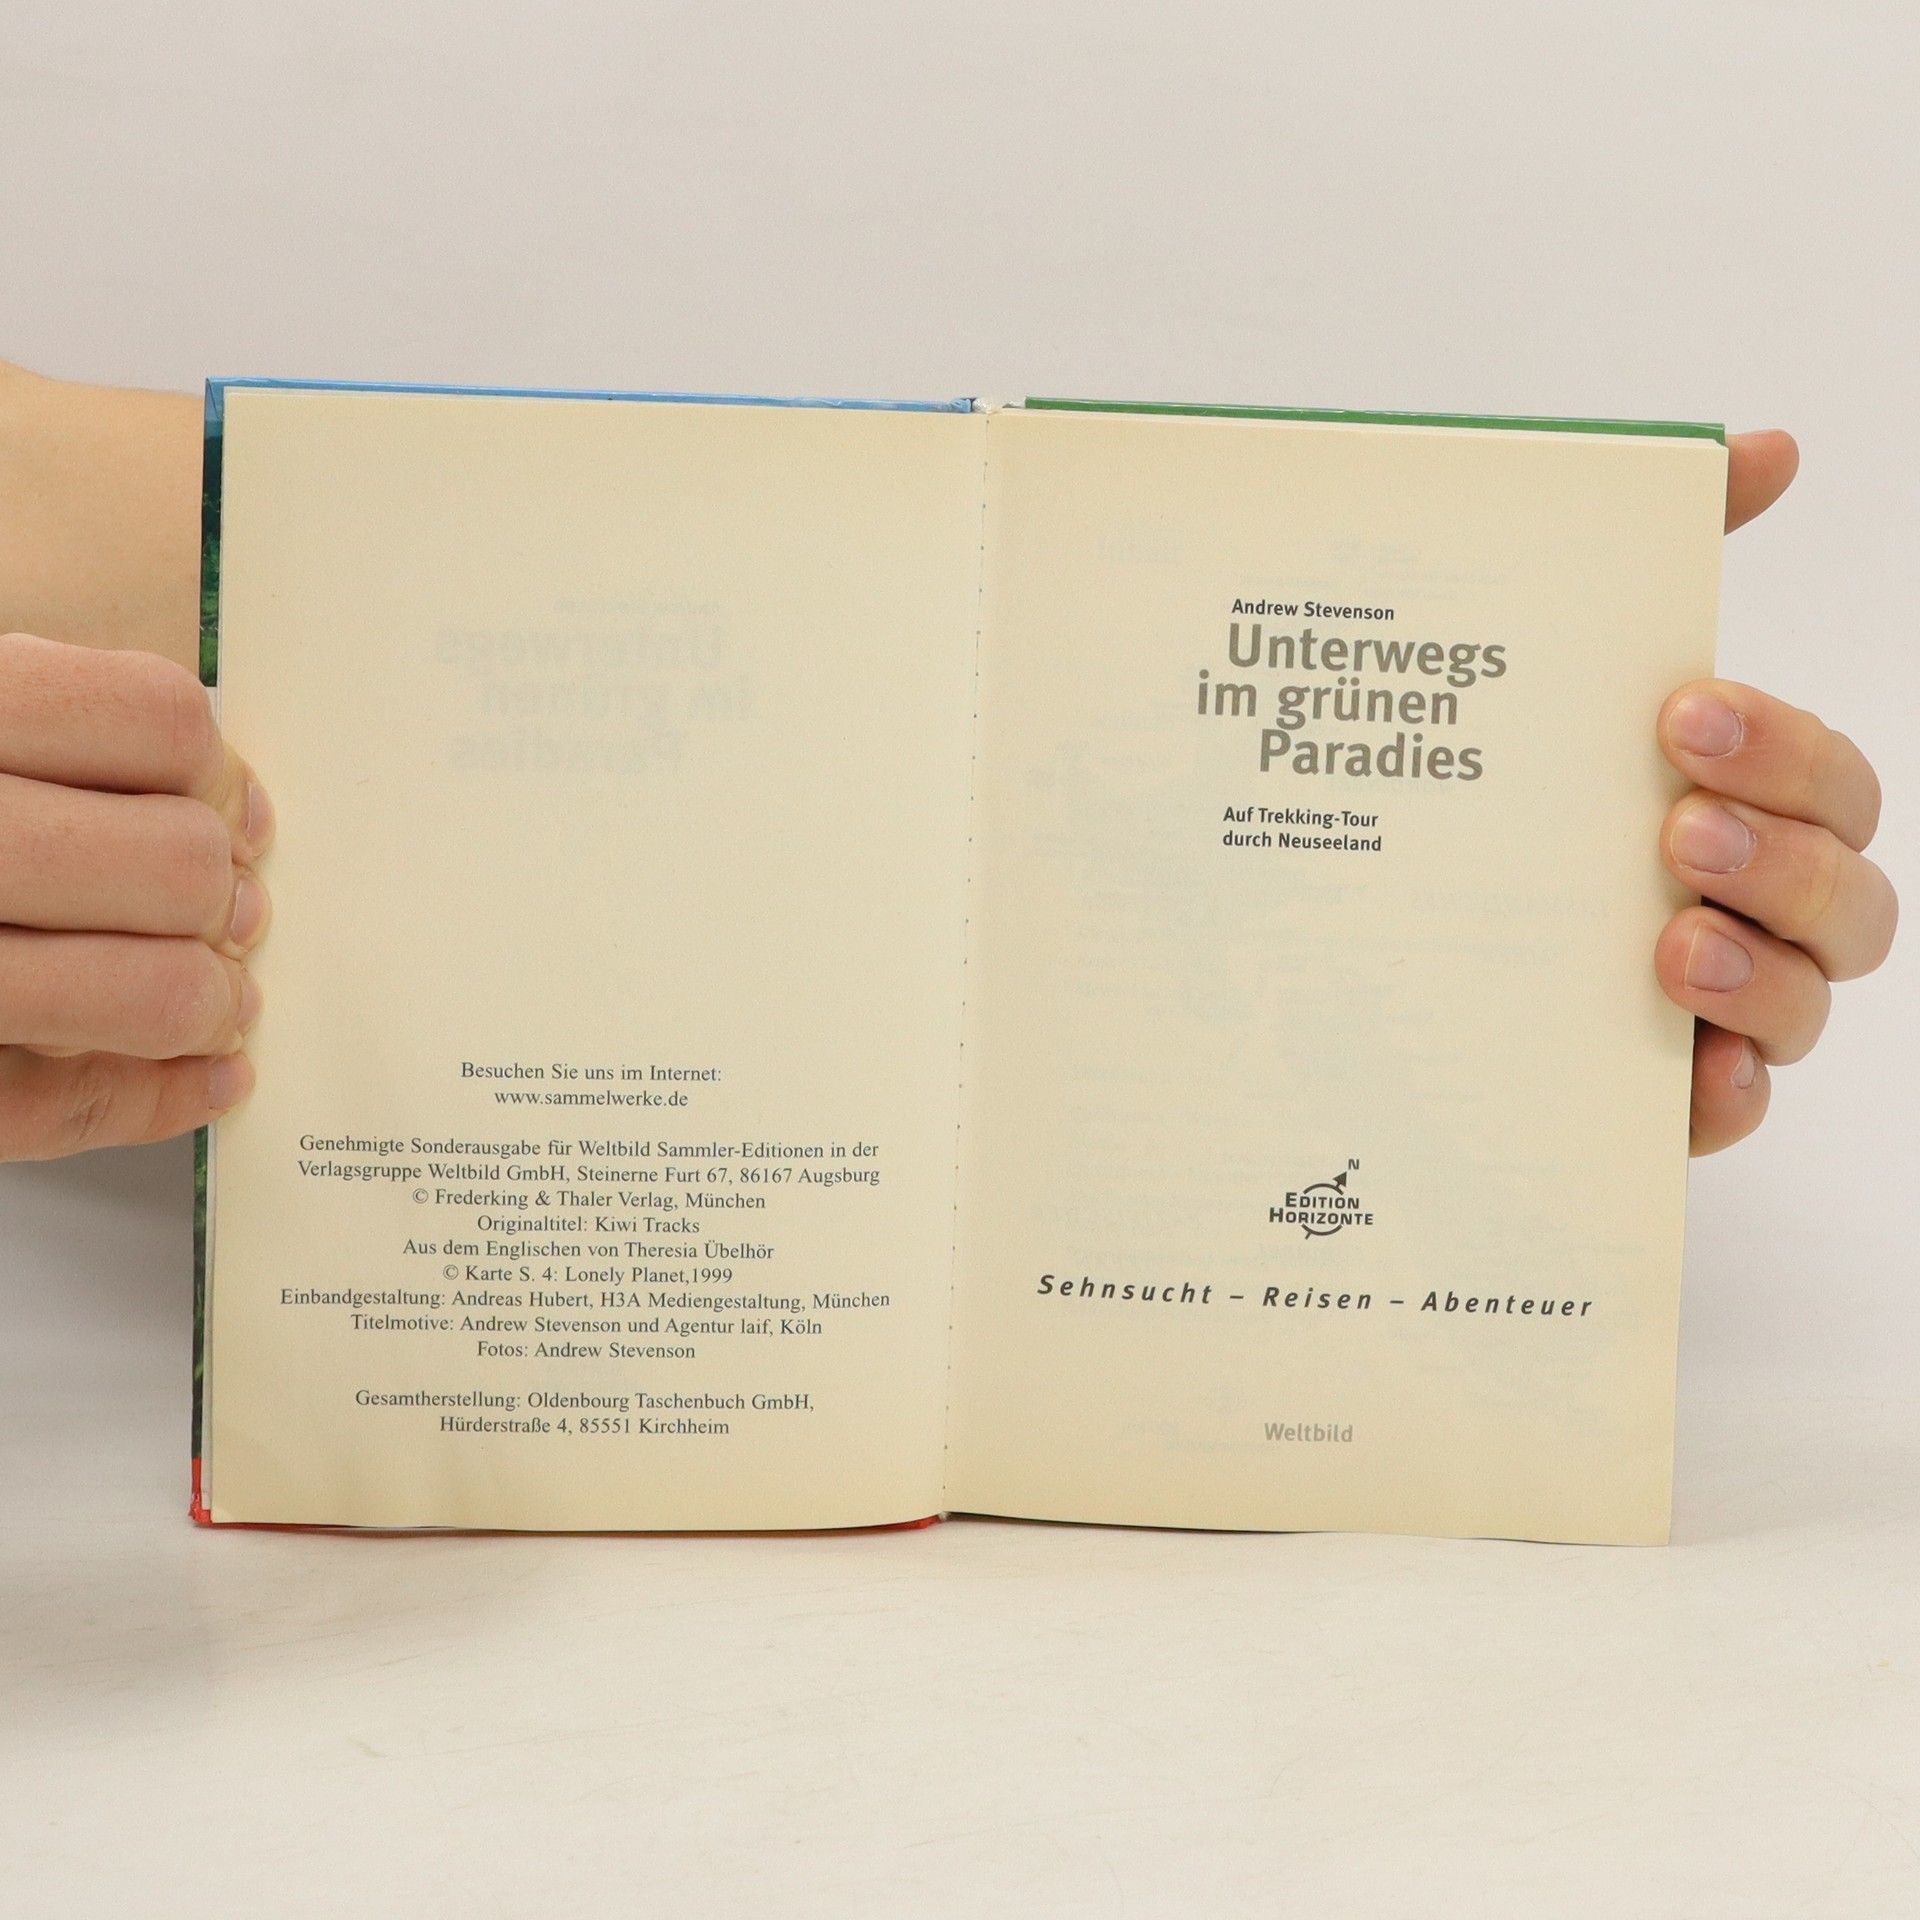 Besuchen Sie uns im Internet:
www.sammelwerke.de
Genehmigte Sonderausgabe für Weltbild Sammler-Editionen in der
Verlagsgruppe Weltbild GmbH, Steinerne Furt 67, 86167 Augsburg
© Frederking & Thaler Verlag, München
Originaltitel: Kiwi Tracks
Aus dem Englischen von Theresia Übelhör
© Karte S. 4: Lonely Planet,1999
Einbandgestaltung: Andreas Hubert, H3A Mediengestaltung, München
Titelmotive: Andrew Stevenson und Agentur laif, Köln
Fotos: Andrew Stevenson
Gesamtherstellung: Oldenbourg Taschenbuch GmbH,
Hürderstraße 4, 85551 Kirchheim
Andrew Stevenson
Unterwegs
im grünen
Paradies
Auf Trekking-Tour
durch Neuseeland
N
EDITION
HORIZONTE
Sehnsucht – Reisen – Abenteuer
Weltbild